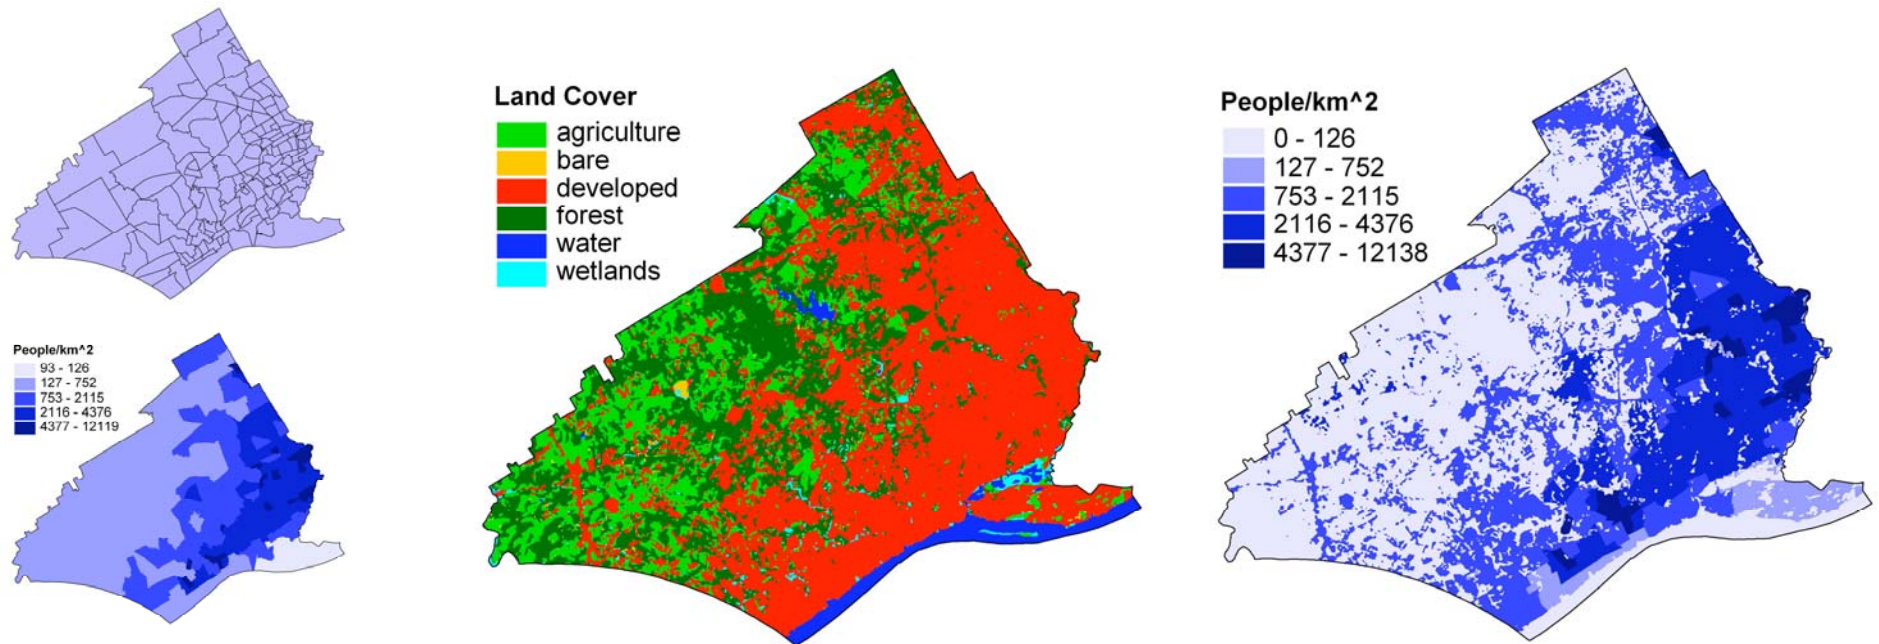 People/km^2
93 - 126
127 - 752
753 - 2115
2116 - 4376
4377 - 12119
Land Cover
agriculture
bare
developed
forest
water
wetlands
People/km^2
0 - 126
127 - 752
753 - 2115
2116 - 4376
4377 - 12138